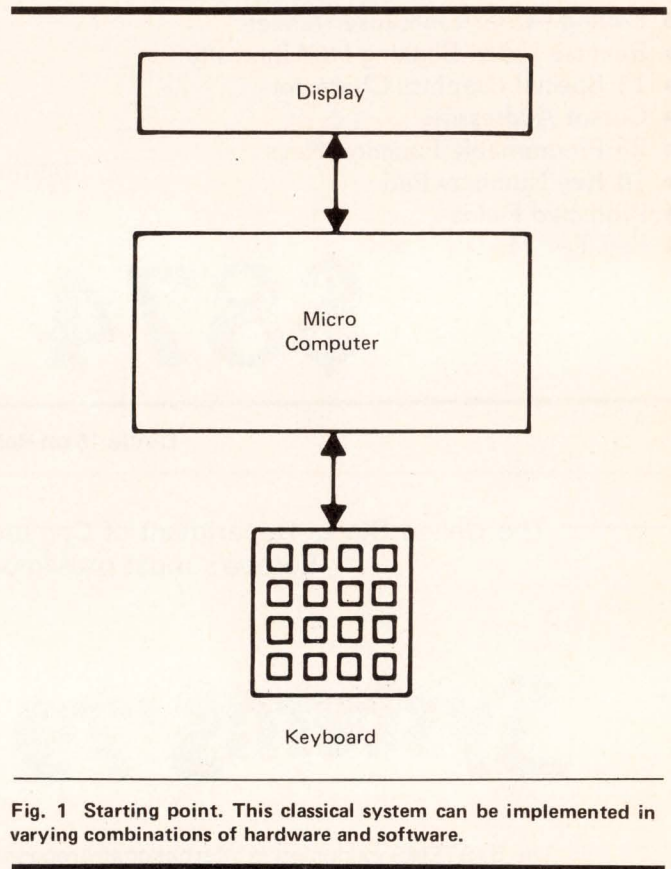 Display
Micro
Computer
Keyboard
Fig. 1 Starting point. This classical system can be implemented in
varying combinations of hardware and software.